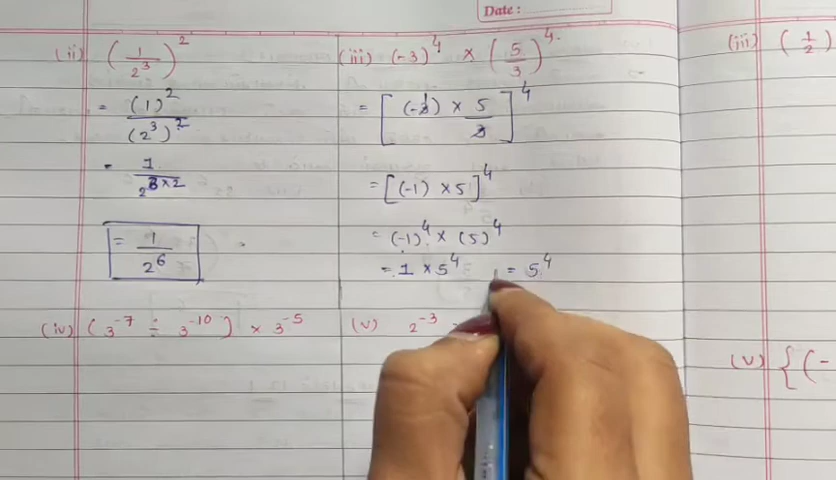 Date :
(ii) (1/2³)²
= (1)²/(2³)²
= 1/2^(3×2)
= 1/2⁶
(iii) (-3)⁴ × (5/3)⁴
= [(-3) × 5/3]⁴
= [(-1) × 5]⁴
= (-1)⁴ × (5)⁴
= 1 × 5⁴ = 5⁴
(iv) (3⁻⁷ ÷ 3⁻¹⁰) × 3⁻⁵
(v) 2⁻³
(iii) (1/2)
(v) {(-